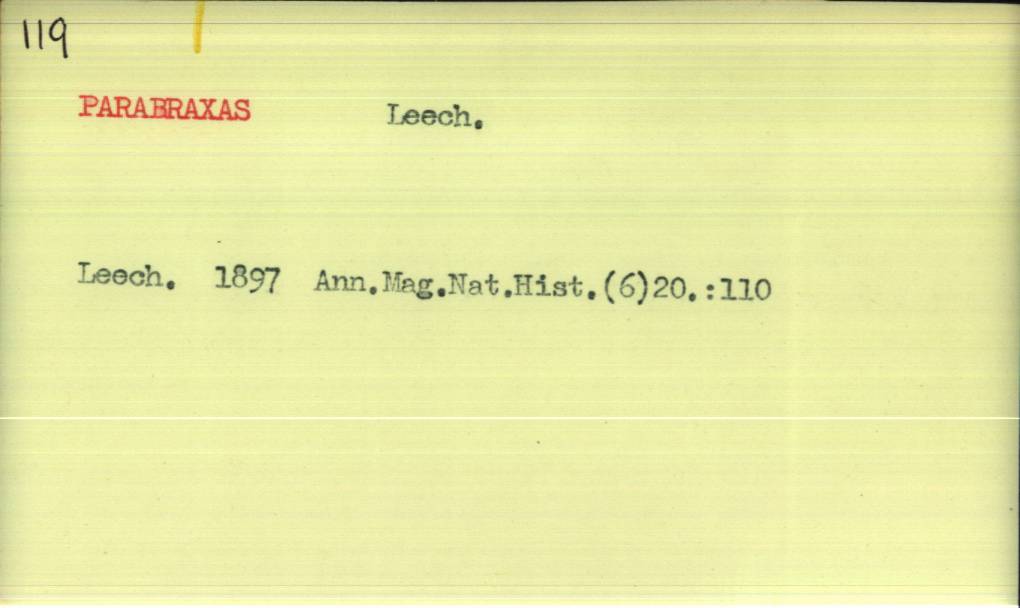 119
PARABRAXAS Leech.
Leech. 1897 Ann.Mag.Nat.Hist.(6)20.:110